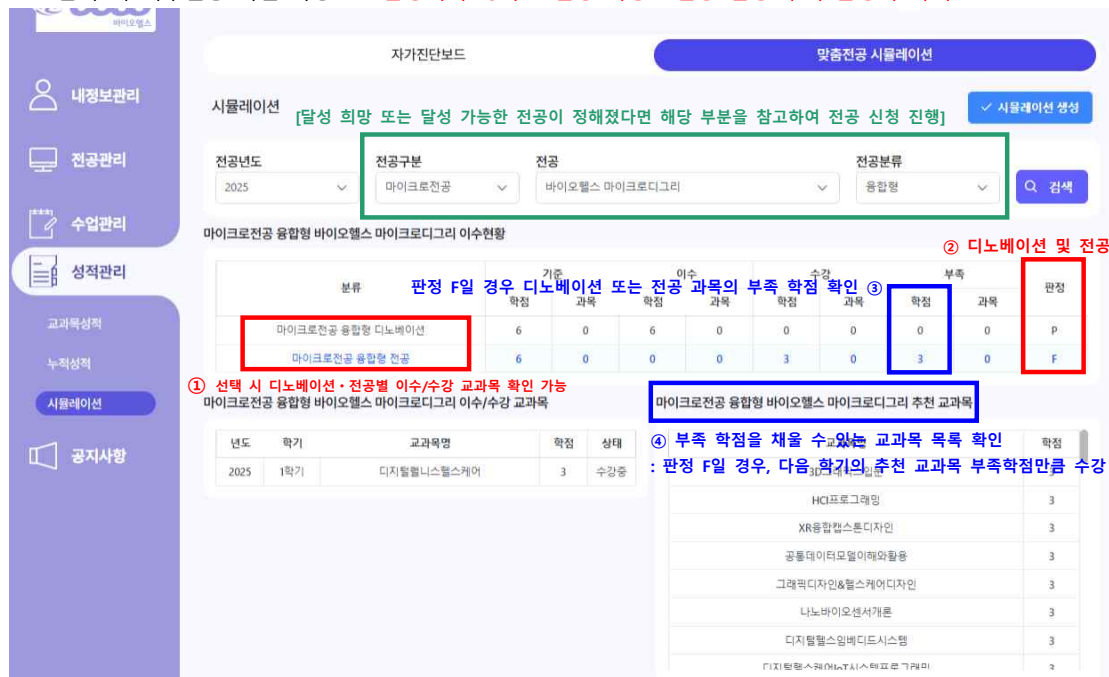 바이오헬스
자가진단보드
맞춤전공 시뮬레이션
내정보관리
시뮬레이션
[달성 희망 또는 달성 가능한 전공이 정해졌다면 해당 부분을 참고하여 전공 신청 진행]
✓ 시뮬레이션 생성
전공관리
전공년도 전공구분 전공 전공분류
2025 마이크로전공 바이오헬스 마이크로디그리 융합형 검색
수업관리
마이크로전공 융합형 바이오헬스 마이크로디그리 이수현황
② 디노베이션 및 전공
성적관리
분류 기준 이수 수강 부족 판정
판정 F일 경우 디노베이션 또는 전공 과목의 부족 학점 확인 ③
학점 과목 학점 과목 학점 과목 학점 과목
마이크로전공 융합형 디노베이션 6 0 6 0 0 0 0 0 P
마이크로전공 융합형 전공 6 0 0 0 3 0 3 0 F
교과목성적
누적성적
시뮬레이션
공지사항
① 선택 시 디노베이션・전공별 이수/수강 교과목 확인 가능
마이크로전공 융합형 바이오헬스 마이크로디그리 이수/수강 교과목
년도 학기 교과목명 학점 상태
2025 1학기 디지털웰니스헬스케어 3 수강중
마이크로전공 융합형 바이오헬스 마이크로디그리 추천 교과목
④ 부족 학점을 채울 수 있는 교과목 목록 확인
학점
: 판정 F일 경우, 다음 학기의 추천 교과목 부족학점만큼 수강
HCI프로그래밍 3
XR융합캡스톤디자인 3
공통데이터모델이해와활용 3
그래픽디자인&헬스케어디자인 3
나노바이오센서개론 3
디지털헬스임베디드시스템 3
디지털헬스케어IoT시스템프로그래밍 3